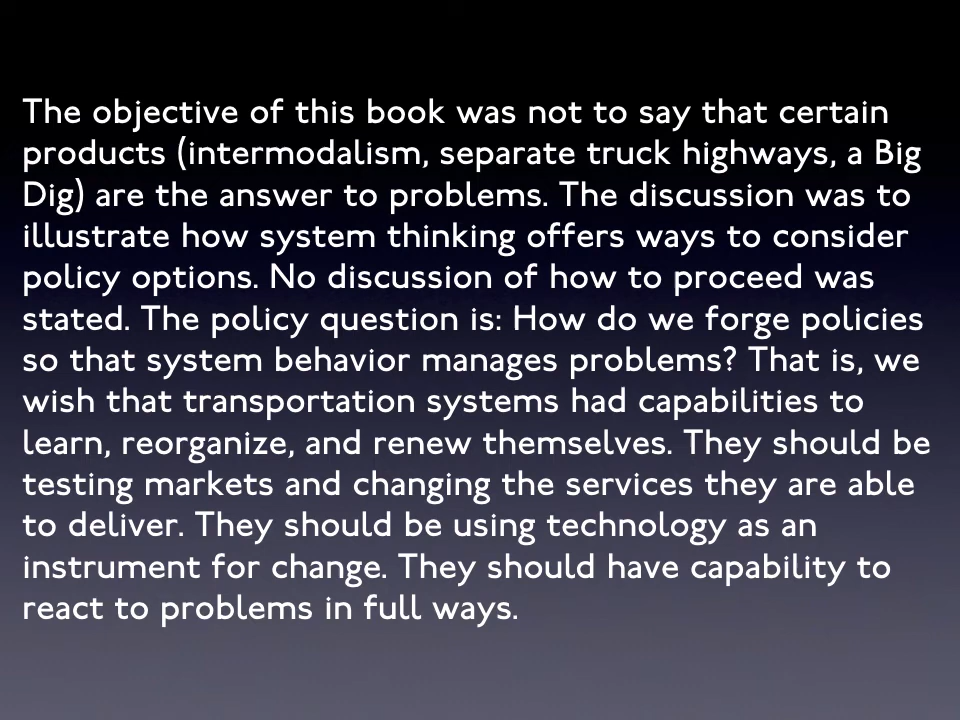 The objective of this book was not to say that certain
products (intermodalism, separate truck highways, a Big
Dig) are the answer to problems. The discussion was to
illustrate how system thinking offers ways to consider
policy options. No discussion of how to proceed was
stated. The policy question is: How do we forge policies
so that system behavior manages problems? That is, we
wish that transportation systems had capabilities to
learn, reorganize, and renew themselves. They should be
testing markets and changing the services they are able
to deliver. They should be using technology as an
instrument for change. They should have capability to
react to problems in full ways.